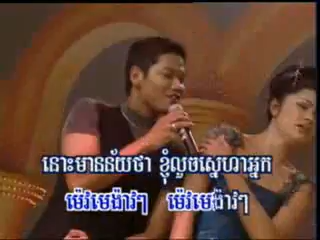 នោះមានន័យថា ខ្ញុំលួចស្នេហាអ្នក
ម៉េវមេង៉ាវៗ ម៉េវមេង៉ាវៗ